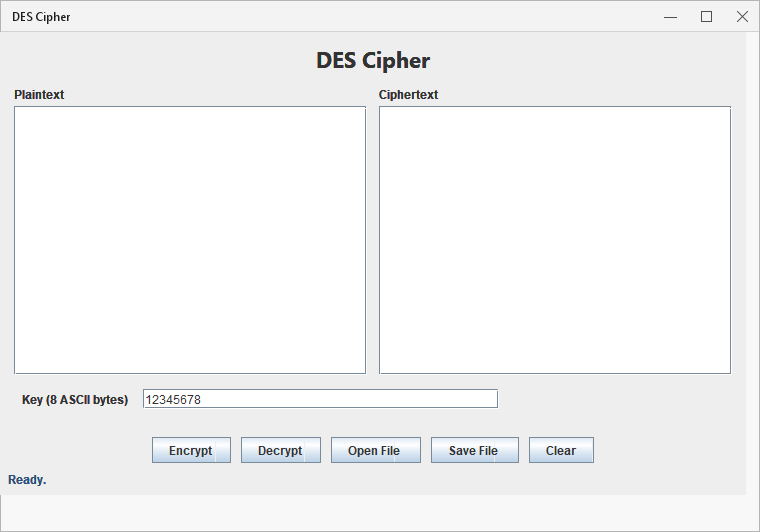 DES Cipher
DES Cipher
Plaintext Ciphertext
Key (8 ASCII bytes) 12345678
Encrypt Decrypt Open File Save File Clear
Ready.